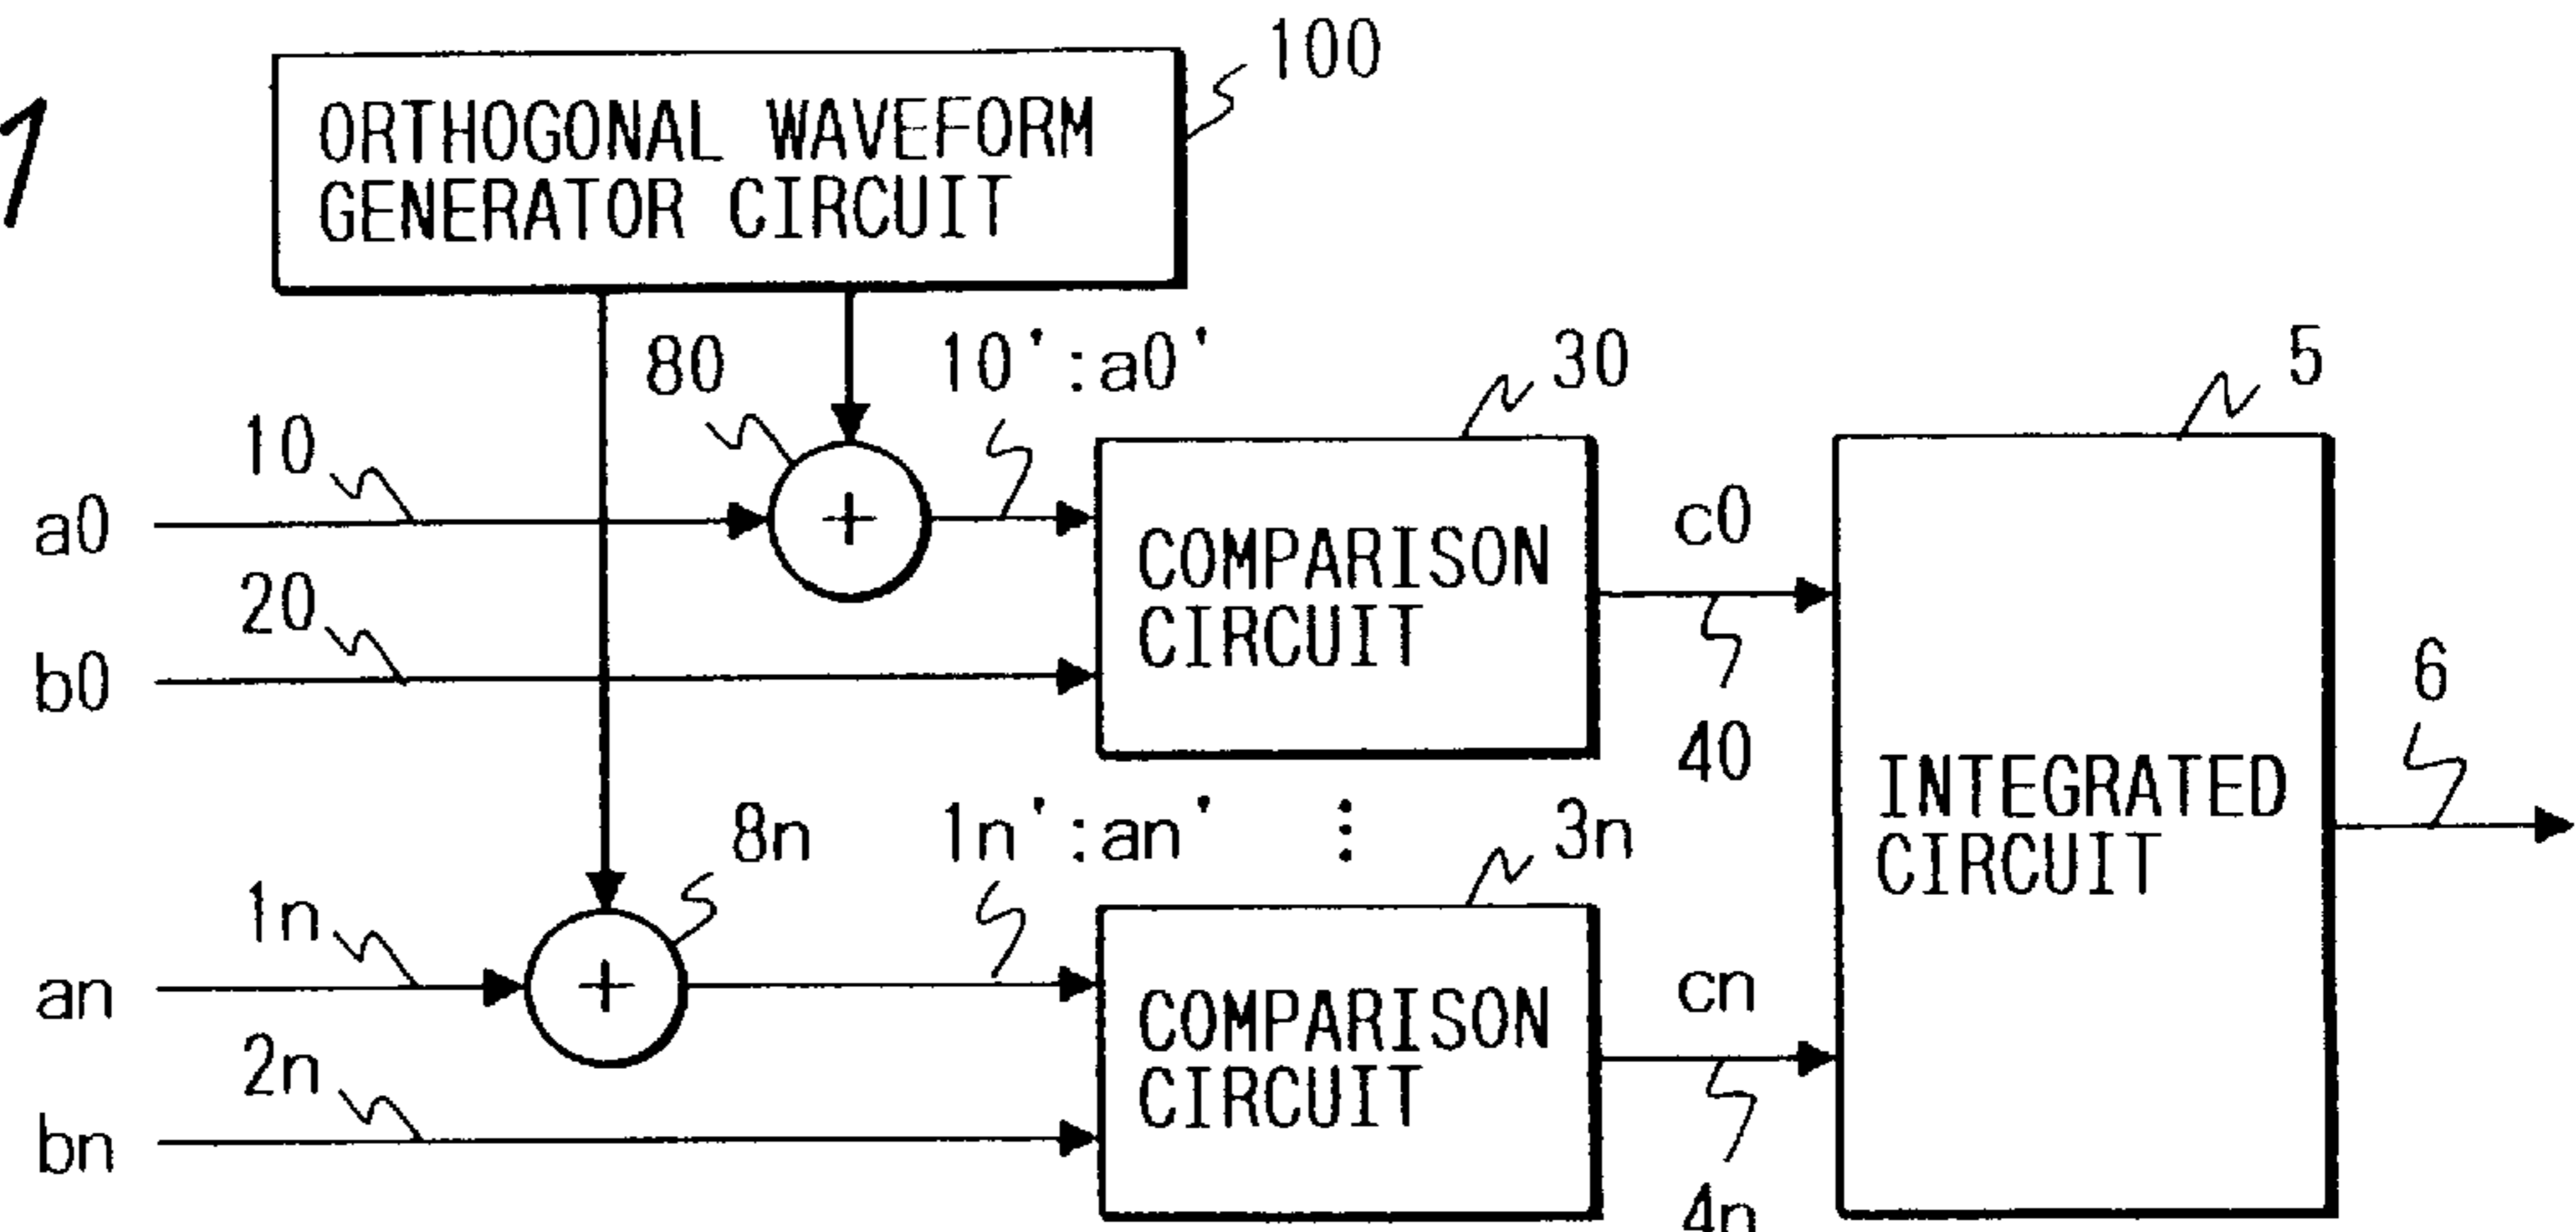 1
100
ORTHOGONAL WAVEFORM
GENERATOR CIRCUIT
80
10':a0'
30
5
10
a0
+
c0
COMPARISON
CIRCUIT
20
b0
40
6
INTEGRATED
CIRCUIT
8n
1n':an'
⋮
3n
1n
an
+
cn
COMPARISON
CIRCUIT
2n
bn
4n